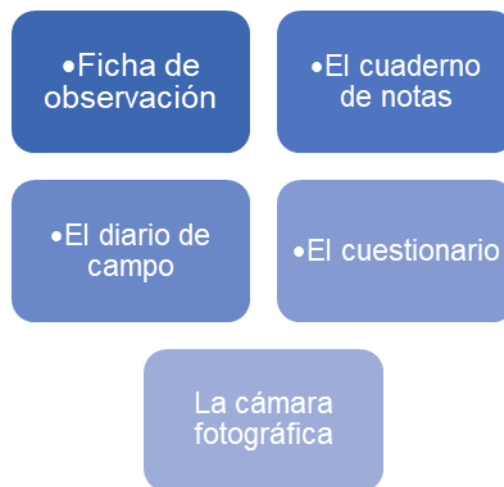 •Ficha de
observación
•El cuaderno
de notas
•El diario de
campo
•El cuestionario
La cámara
fotográfica